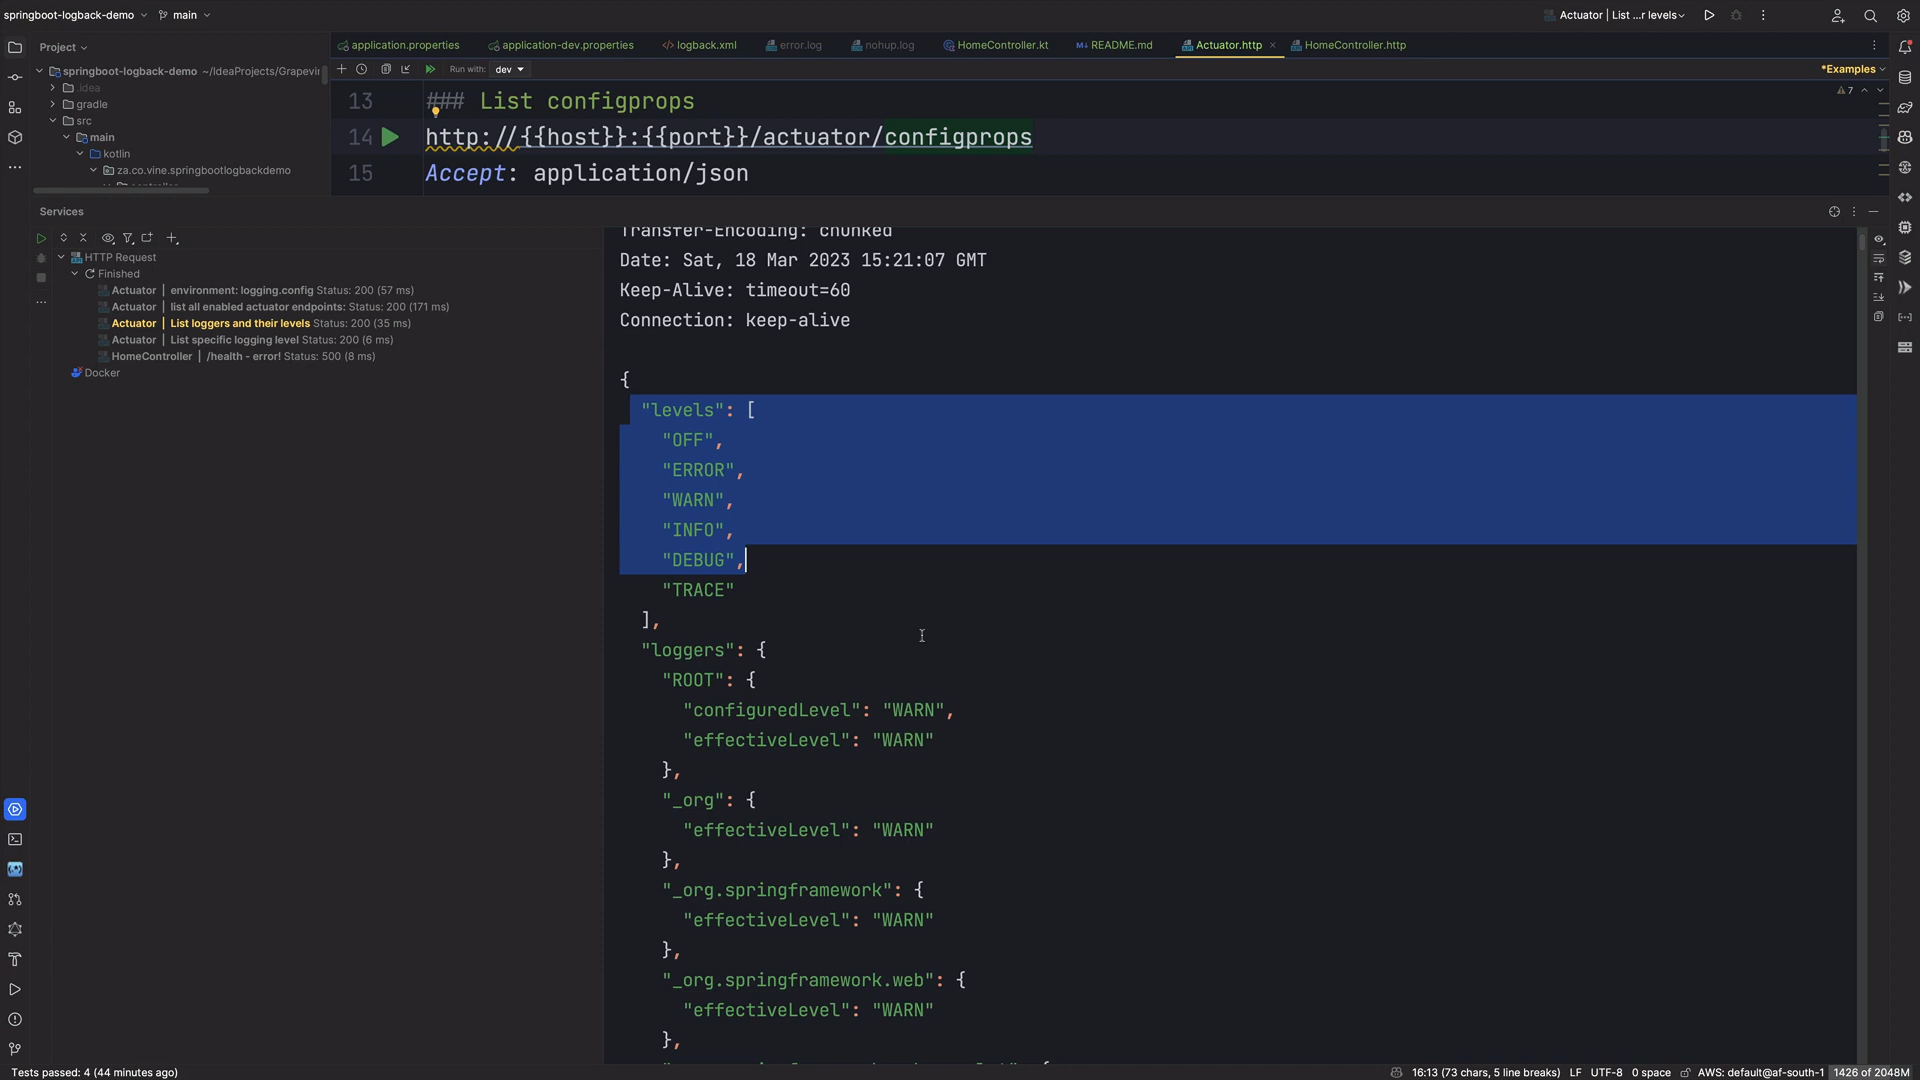 springboot-logback-demo
main
Actuator | List ...r levels
Project
application.properties
application-dev.properties
logback.xml
error.log
nohup.log
HomeController.kt
README.md
Actuator.http
HomeController.http
springboot-logback-demo ~/IdeaProjects/Grapevi
.idea
gradle
src
main
kotlin
za.co.vine.springbootlogbackdemo
Run with: dev
*Examples
7
13 ### List configprops
14 http://{{host}}:{{port}}/actuator/configprops
15 Accept: application/json
Services
HTTP Request
Finished
Actuator | environment: logging.config Status: 200 (57 ms)
Actuator | list all enabled actuator endpoints: Status: 200 (171 ms)
Actuator | List loggers and their levels Status: 200 (35 ms)
Actuator | List specific logging level Status: 200 (6 ms)
HomeController | /health - error! Status: 500 (8 ms)
Docker
Transfer-Encoding: chunked
Date: Sat, 18 Mar 2023 15:21:07 GMT
Keep-Alive: timeout=60
Connection: keep-alive
{
"levels": [
"OFF",
"ERROR",
"WARN",
"INFO",
"DEBUG",
"TRACE"
],
"loggers": {
"ROOT": {
"configuredLevel": "WARN",
"effectiveLevel": "WARN"
},
"_org": {
"effectiveLevel": "WARN"
},
"_org.springframework": {
"effectiveLevel": "WARN"
},
"_org.springframework.web": {
"effectiveLevel": "WARN"
},
Tests passed: 4 (44 minutes ago)
16:13 (73 chars, 5 line breaks) LF UTF-8 0 space AWS: default@af-south-1 1426 of 2048M